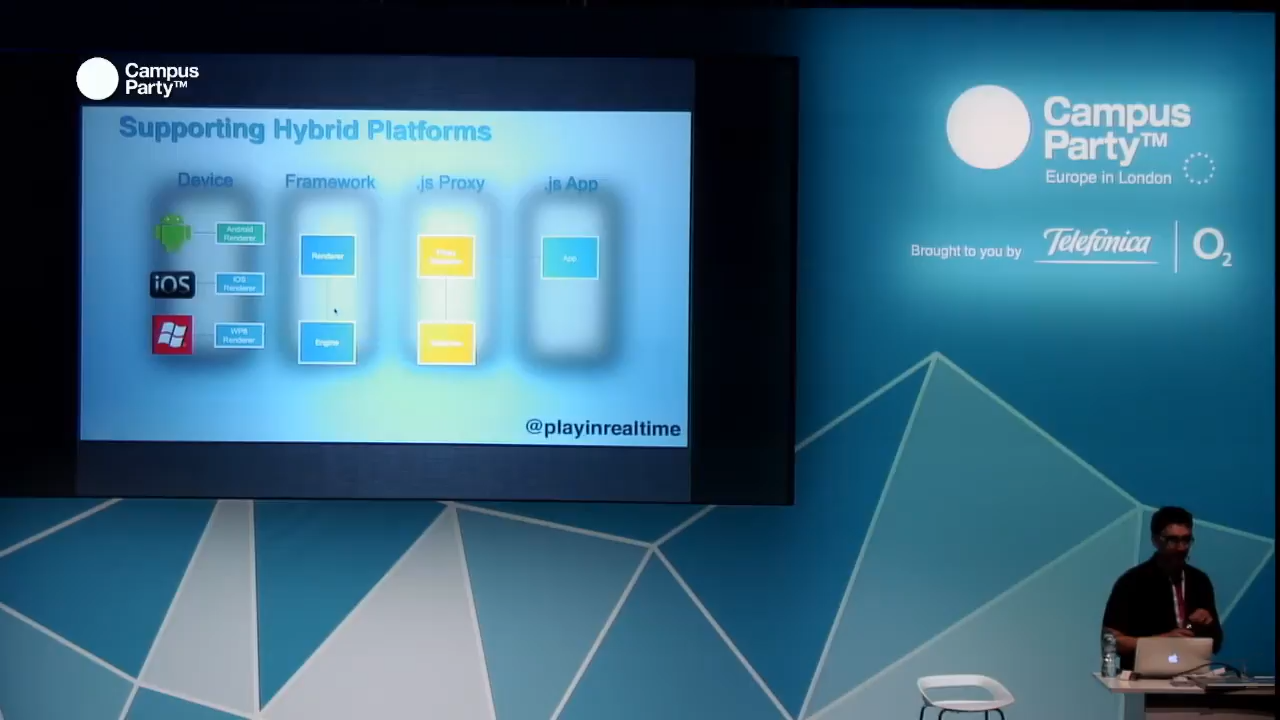 Campus
Party™
Supporting Hybrid Platforms
Device
Framework
.js Proxy
.js App
Android
Renderer
iOS
iOS
Renderer
WP8
Renderer
Renderer
Engine
App
@playinrealtime
Campus
Party™
Europe in London
Brought to you by
Telefónica
O2